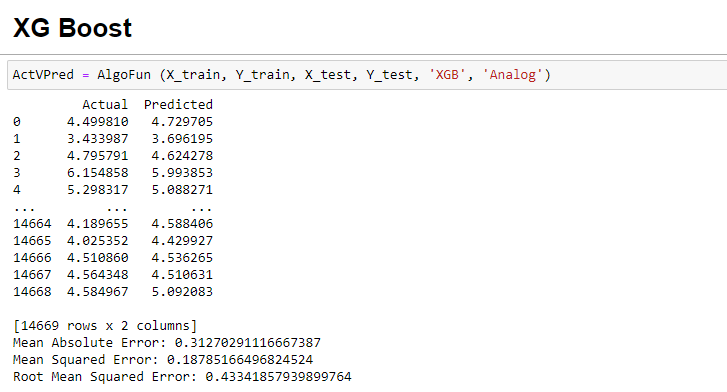 XG Boost
ActVPred = AlgoFun (X_train, Y_train, X_test, Y_test, 'XGB', 'Analog')
Actual Predicted
0 4.499810 4.729705
1 3.433987 3.696195
2 4.795791 4.624278
3 6.154858 5.993853
4 5.298317 5.088271
... ... ...
14664 4.189655 4.588406
14665 4.025352 4.429927
14666 4.510860 4.536265
14667 4.564348 4.510631
14668 4.584967 5.092083
[14669 rows x 2 columns]
Mean Absolute Error: 0.31270291116667387
Mean Squared Error: 0.18785166496824524
Root Mean Squared Error: 0.43341857939899764